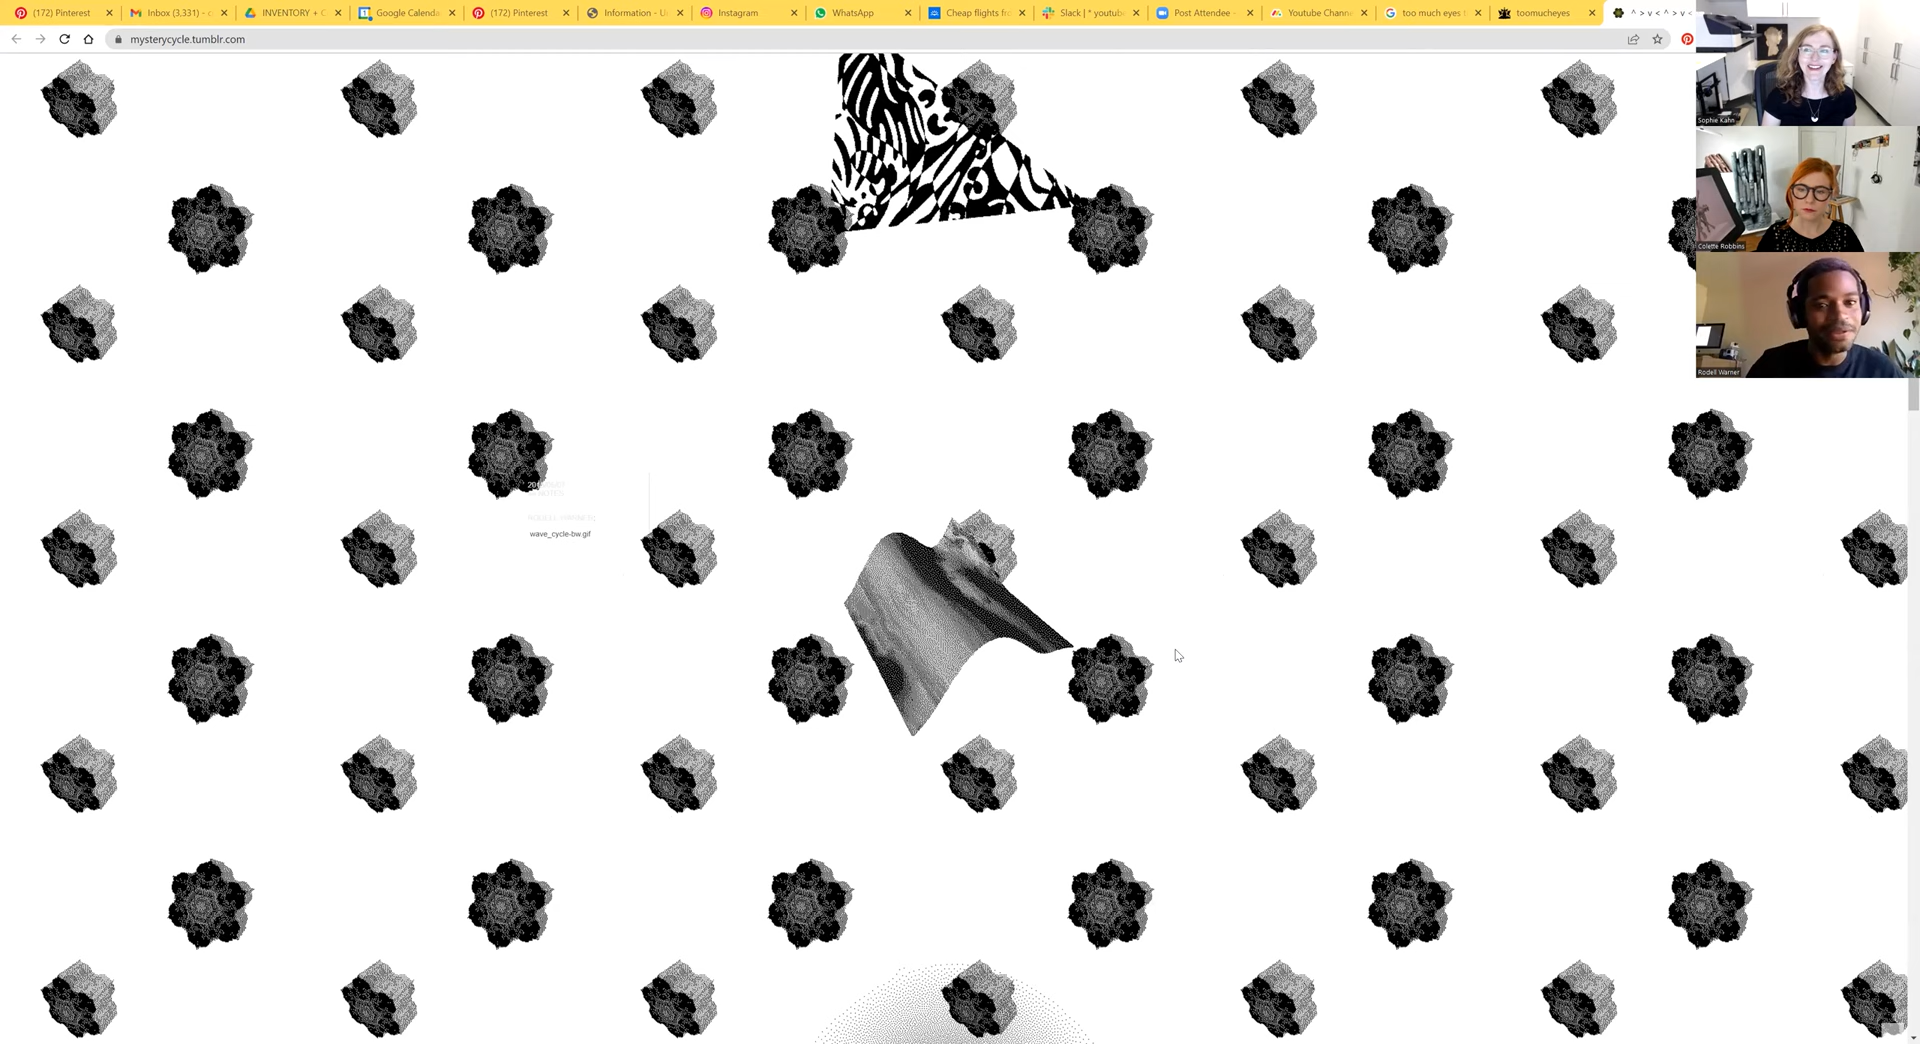 (172) Pinterest
Inbox (3,331) - c
INVENTORY + C
Google Calenda
(172) Pinterest
Information - U
Instagram
WhatsApp
Cheap flights fr
Slack | * youtub
Post Attendee -
Youtube Chann
too much eyes t
toomucheyes
^ > v < ^ > v <
mysterycycle.tumblr.com
Sophie Kahn
Colette Robbins
Rodell Warner
wave_cycle-bw.gif